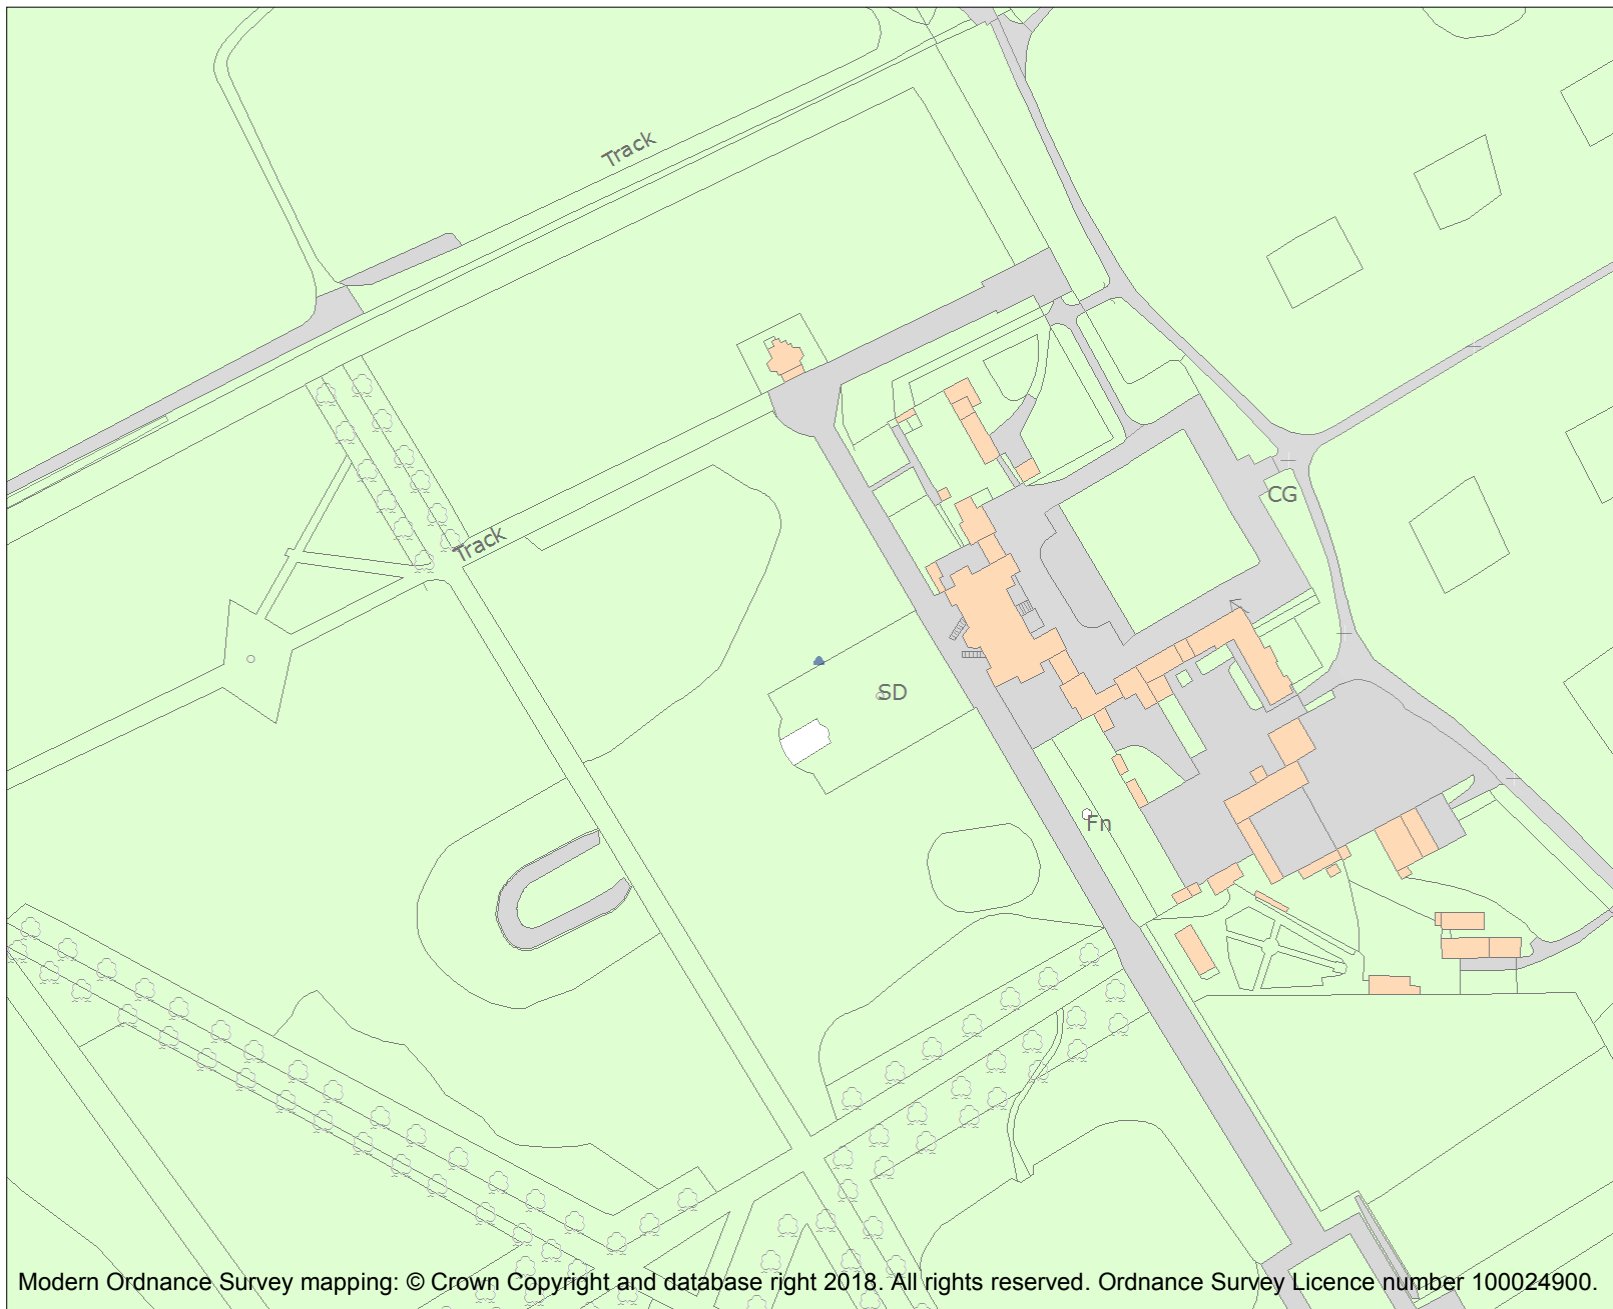 Track
CG
Track
SD
Fn
Modern Ordnance Survey mapping: © Crown Copyright and database right 2018. All rights reserved. Ordnance Survey Licence number 100024900.